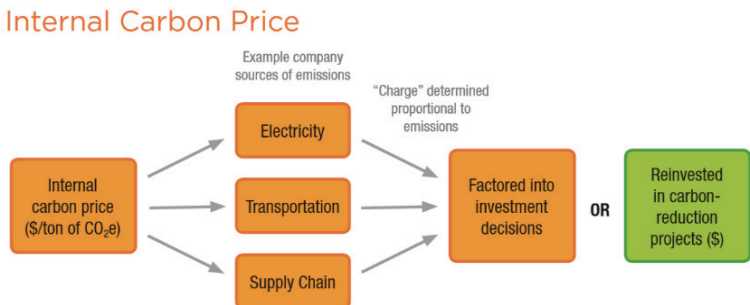 Internal Carbon Price
Example company
sources of emissions
"Charge" determined
proportional to
emissions
Internal
carbon price
($/ton of CO₂e)
Electricity
Transportation
Supply Chain
Factored into
investment
decisions
OR
Reinvested
in carbon-
reduction
projects ($)